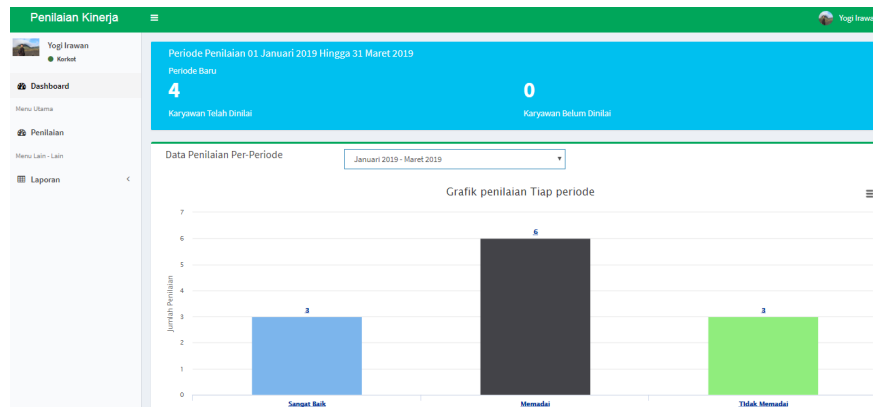 Penilaian Kinerja
Yogi Irawa
Yogi Irawan
Korkot
Dashboard
Menu Utama
Penilaian
Menu Lain - Lain
Laporan
Periode Penilaian 01 Januari 2019 Hingga 31 Maret 2019
Periode Baru
4 0
Karyawan Telah Dinilai Karyawan Belum Dinilai
Data Penilaian Per-Periode Januari 2019 - Maret 2019
Grafik penilaian Tiap periode
Jumlah Penilaian
7
6
5
4
3
2
1
0
3 6 3
Sangat Baik Memadai Tidak Memadai